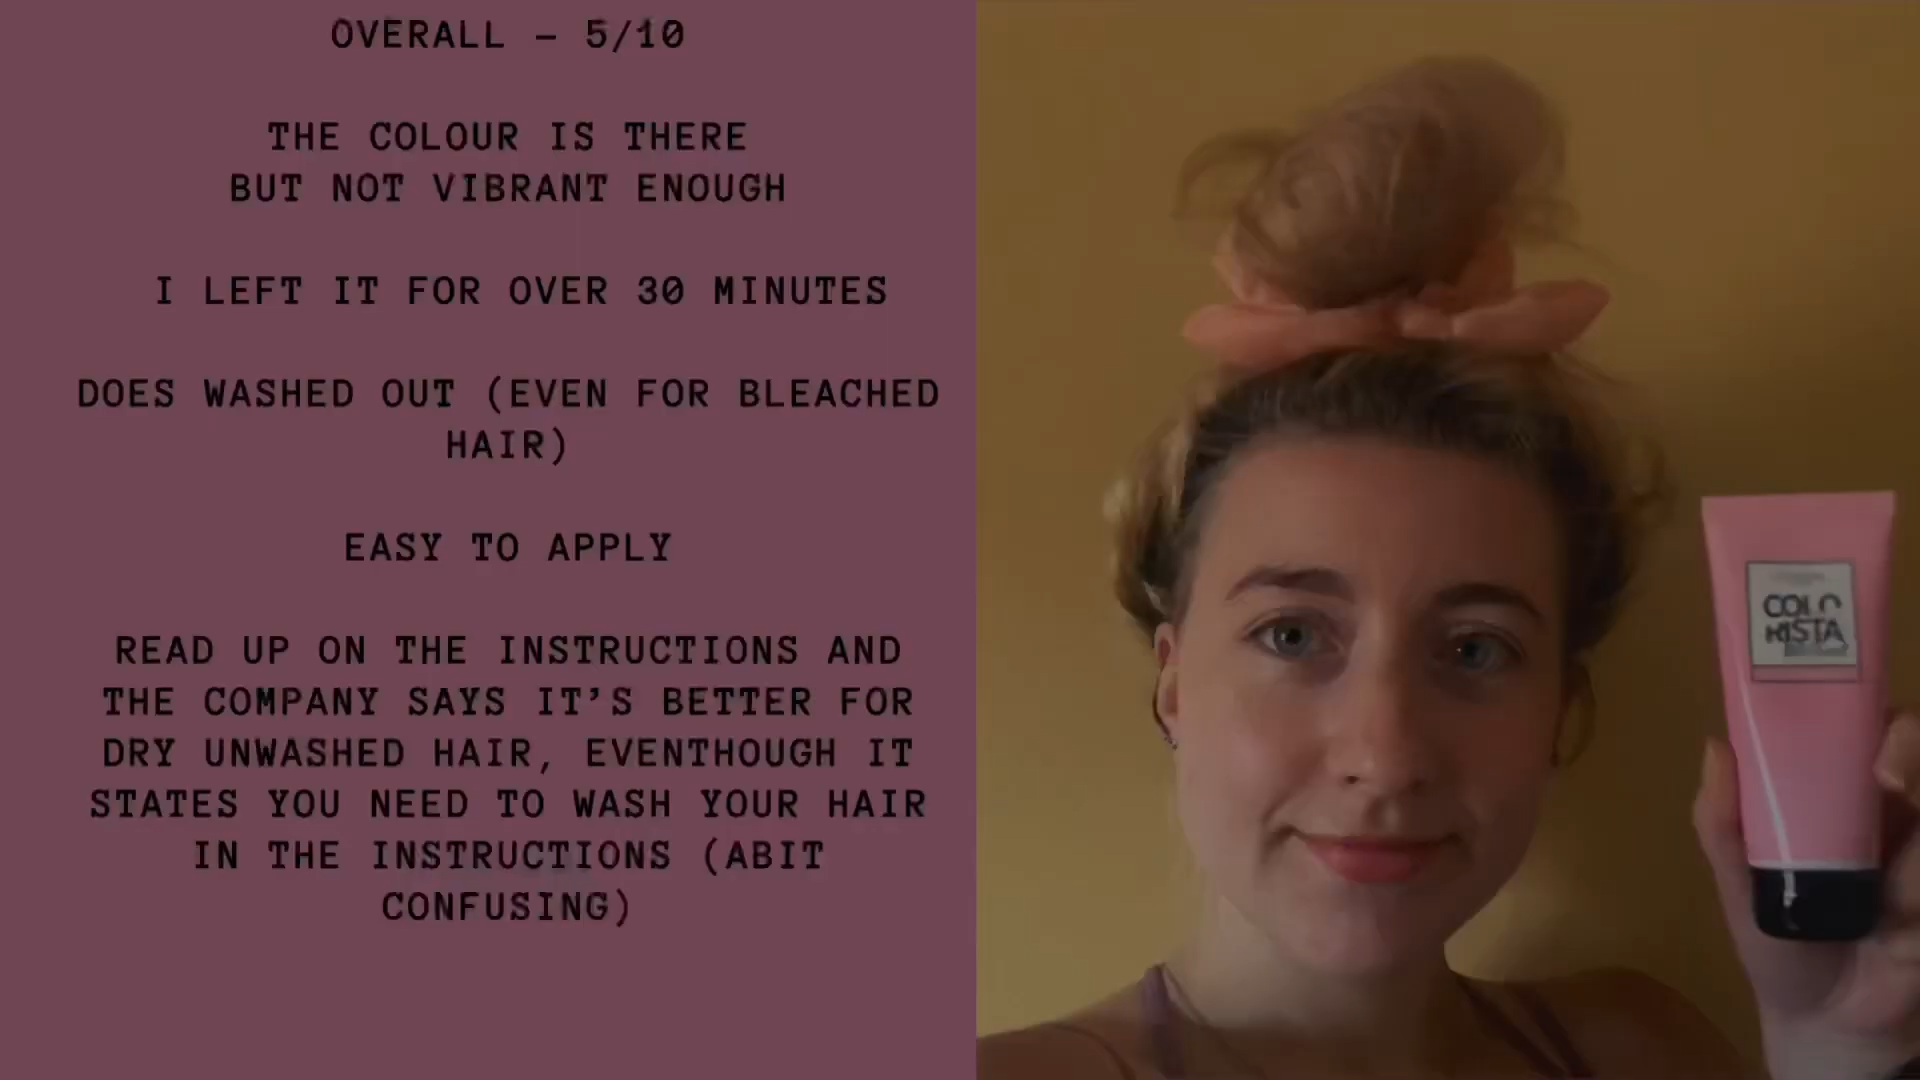 OVERALL – 5/10
THE COLOUR IS THERE
BUT NOT VIBRANT ENOUGH
I LEFT IT FOR OVER 30 MINUTES
DOES WASHED OUT (EVEN FOR BLEACHED
HAIR)
EASY TO APPLY
READ UP ON THE INSTRUCTIONS AND
THE COMPANY SAYS IT’S BETTER FOR
DRY UNWASHED HAIR, EVENTHOUGH IT
STATES YOU NEED TO WASH YOUR HAIR
IN THE INSTRUCTIONS (ABIT
CONFUSING)
COLO
RISTA